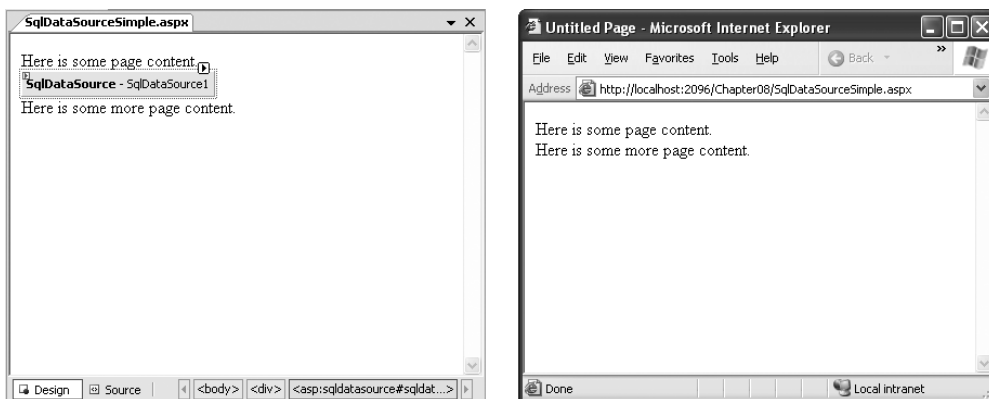 SqlDataSourceSimple.aspx
Here is some page content.
SqlDataSource - SqlDataSource1
Here is some more page content.
Design
Source
<body>
<div>
<asp:sqldatasource#sqldat...>
Untitled Page - Microsoft Internet Explorer
File Edit View Favorites Tools Help
Back
Address http://localhost:2096/Chapter08/SqlDataSourceSimple.aspx
Here is some page content.
Here is some more page content.
Done
Local intranet